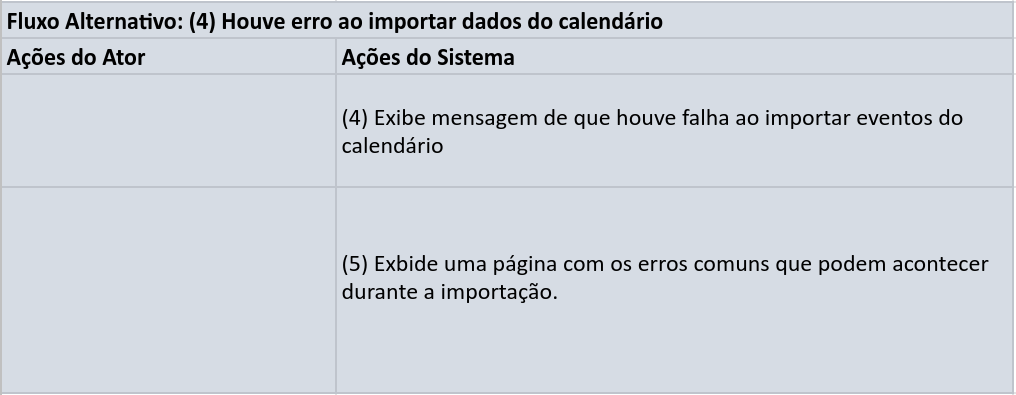 Fluxo Alternativo: (4) Houve erro ao importar dados do calendário
Ações do Ator
Ações do Sistema
(4) Exibe mensagem de que houve falha ao importar eventos do
calendário
(5) Exbide uma página com os erros comuns que podem acontecer
durante a importação.